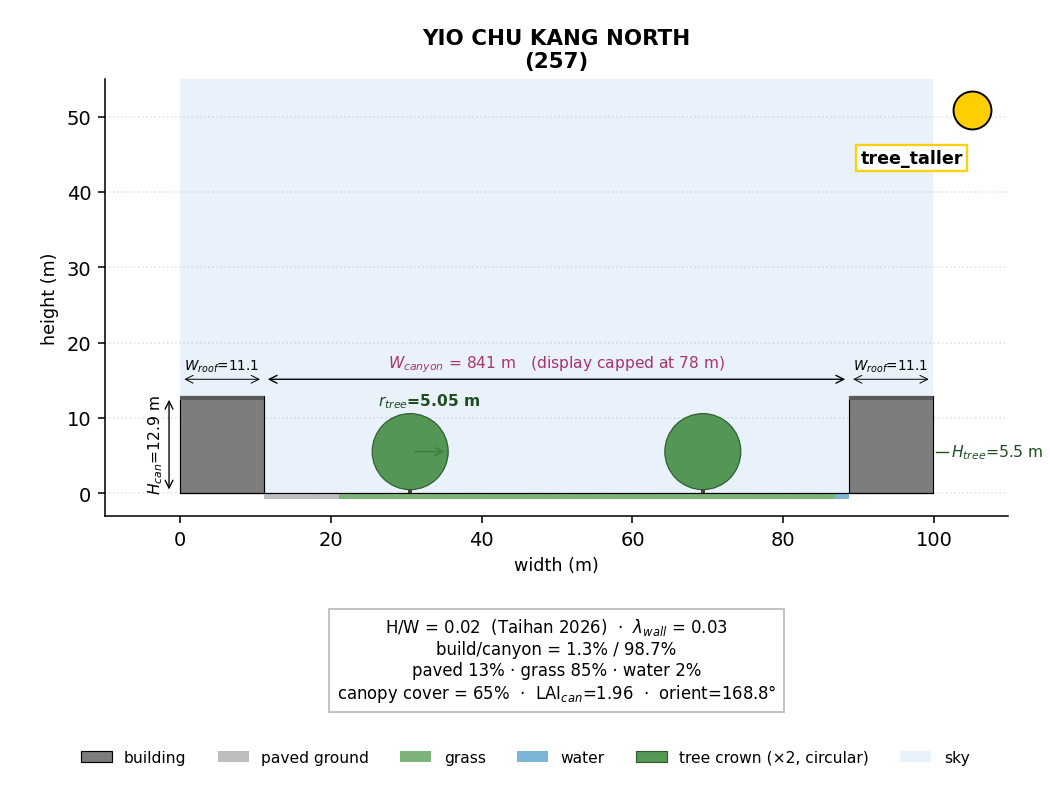 YIO CHU KANG NORTH
(257)
50
40
30
20
10
0
height (m)
tree_taller
W_roof=11.1
W_canyon = 841 m (display capped at 78 m)
W_roof=11.1
r_tree=5.05 m
H_can=12.9 m
H_tree=5.5 m
0 20 40 60 80 100
width (m)
H/W = 0.02 (Taihan 2026) · λ_wall = 0.03
build/canyon = 1.3% / 98.7%
paved 13% · grass 85% · water 2%
canopy cover = 65% · LAI_can=1.96 · orient=168.8°
building paved ground grass water tree crown (×2, circular) sky